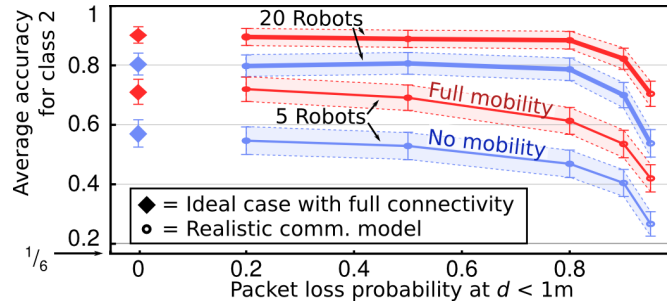 1
20 Robots
0.8
Full mobility
0.6
5 Robots
No mobility
0.4
◆ = Ideal case with full connectivity
o = Realistic comm. model
0.2
1/6
0 0.2 0.4 0.6 0.8
Packet loss probability at d < 1m
Average accuracy
for class 2